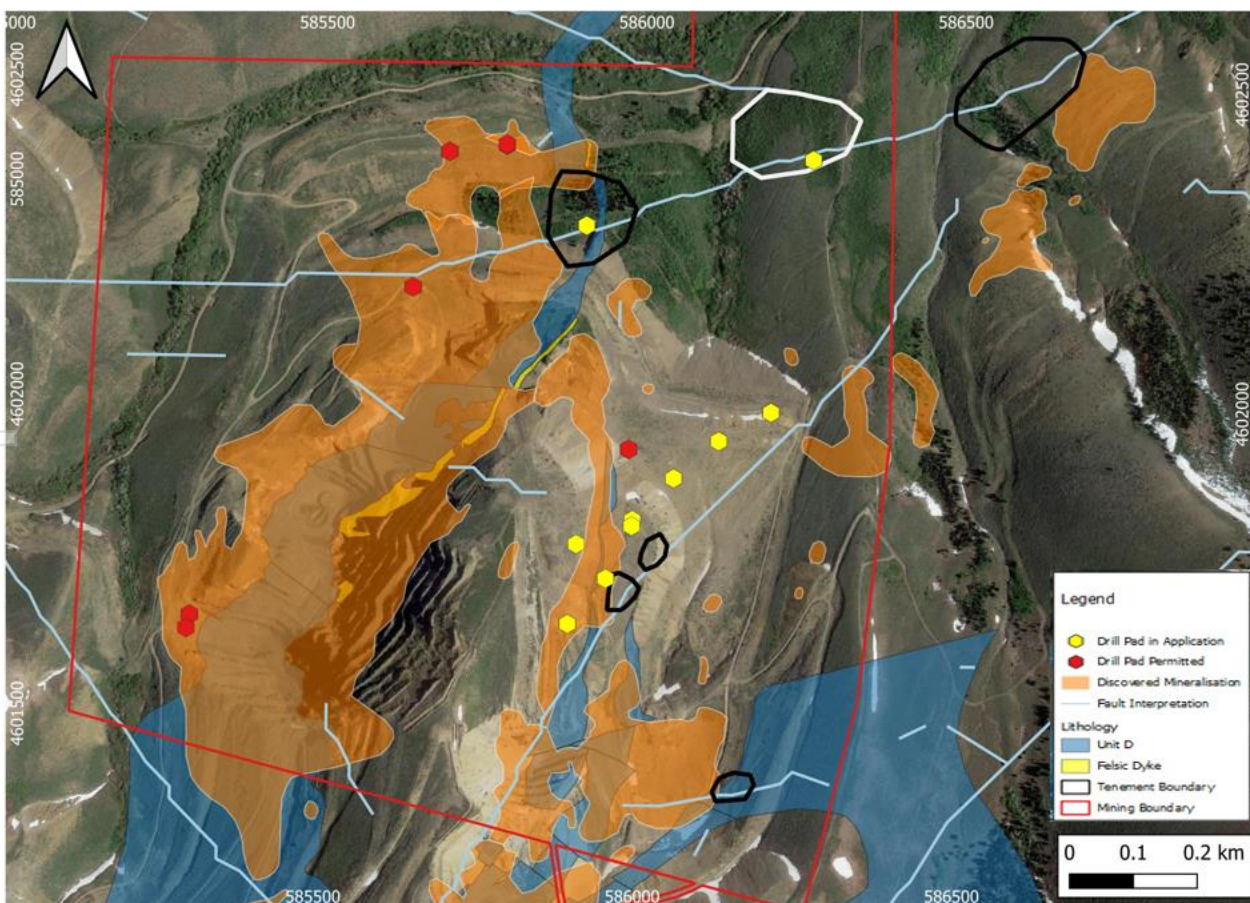 5000
585500
586000
586500
4602500
4602500
585000
4602000
4602000
4601500
Legend
Drill Pad in Application
Drill Pad Permitted
Discovered Mineralisation
Fault Interpretation
Lithology
Unit D
Felsic Dyke
Tenement Boundary
Mining Boundary
0 0.1 0.2 km
585500
586000
586500